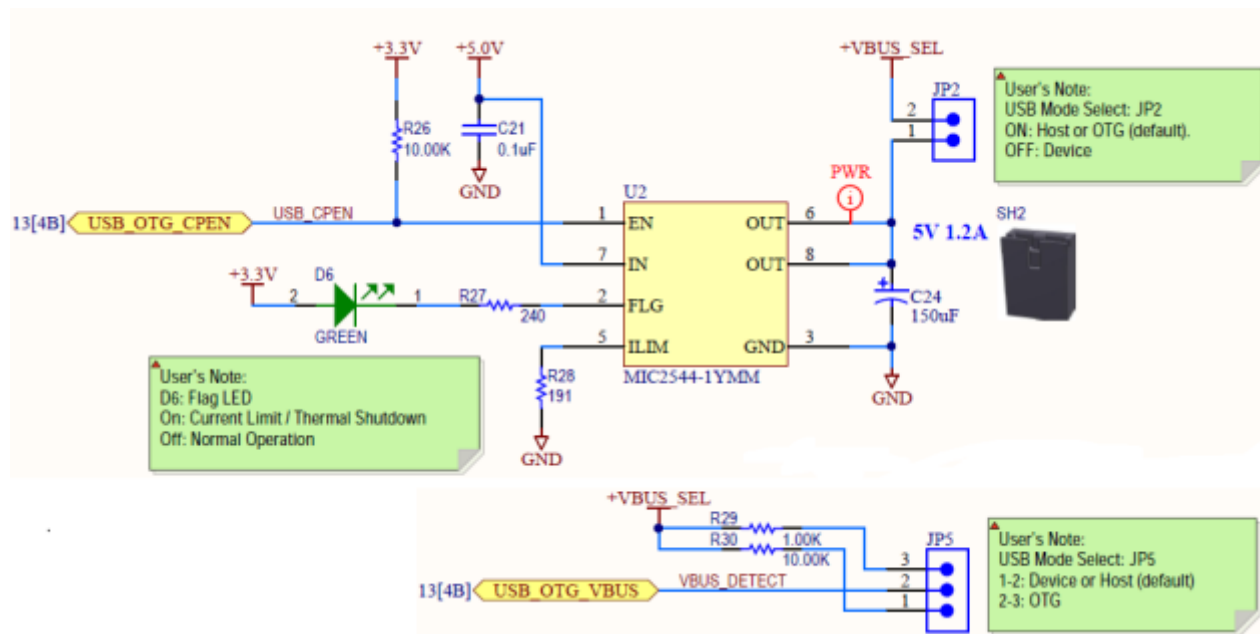 +3.3V
+5.0V
+VBUS_SEL
JP2
2
1
User's Note:
USB Mode Select: JP2
ON: Host or OTG (default).
OFF: Device
R26
10.00K
C21
0.1uF
GND
PWR
i
U2
SH2
13[4B]
USB_OTG_CPEN
USB_CPEN
1
EN
OUT
6
5V 1.2A
7
IN
OUT
8
+3.3V
D6
2
1
GREEN
R27
240
2
FLG
+
C24
150uF
5
ILIM
GND
3
MIC2544-1YMM
R28
191
GND
GND
User's Note:
D6: Flag LED
On: Current Limit / Thermal Shutdown
Off: Normal Operation
+VBUS_SEL
R29
1.00K
R30
10.00K
JP5
3
2
1
13[4B]
USB_OTG_VBUS
VBUS_DETECT
User's Note:
USB Mode Select: JP5
1-2: Device or Host (default)
2-3: OTG